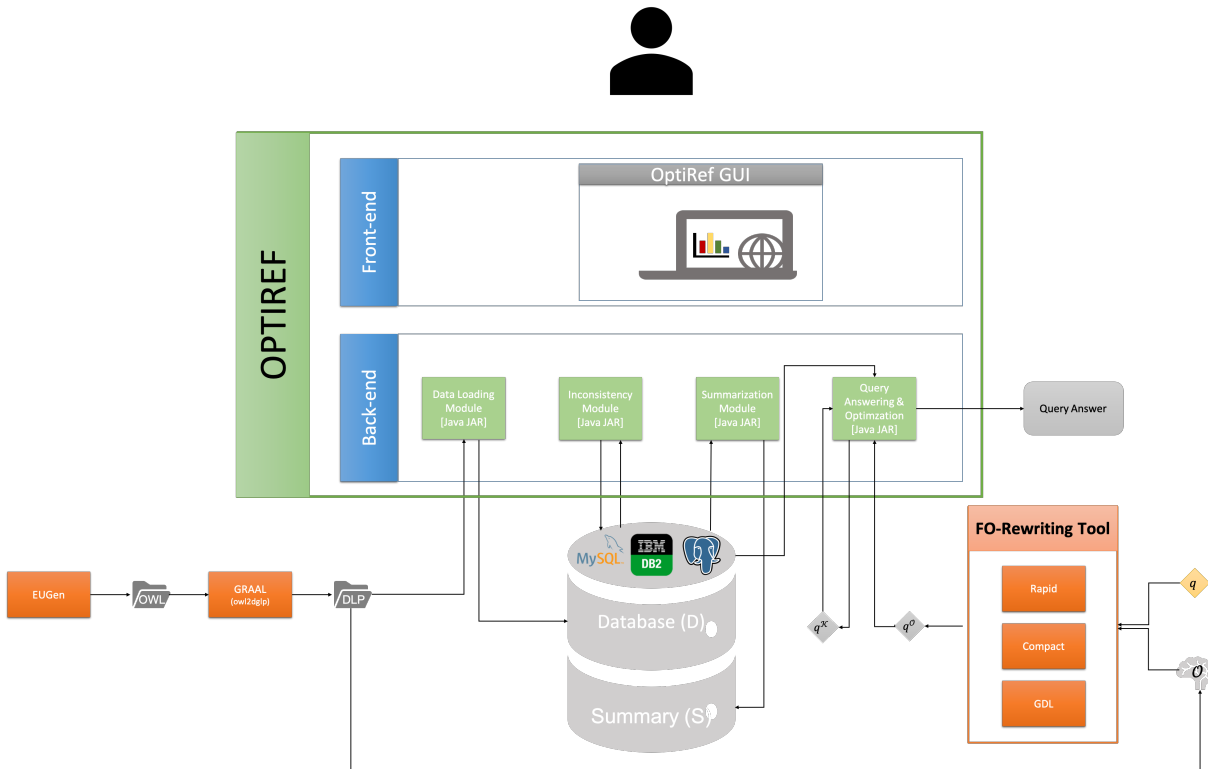 OPTIREF
Front-end
OptiRef GUI
Back-end
Data Loading
Module
[Java JAR]
Inconsistency
Module
[Java JAR]
Summarization
Module
[Java JAR]
Query
Answering &
Optimzation
[Java JAR]
Query Answer
MySQL
IBM
DB2
Database (D)
Summary (S)
EUGen
OWL
GRAAL
(owl2dglp)
DLP
q^𝒦
q^𝒪
FO-Rewriting Tool
Rapid
Compact
GDL
q
𝒪